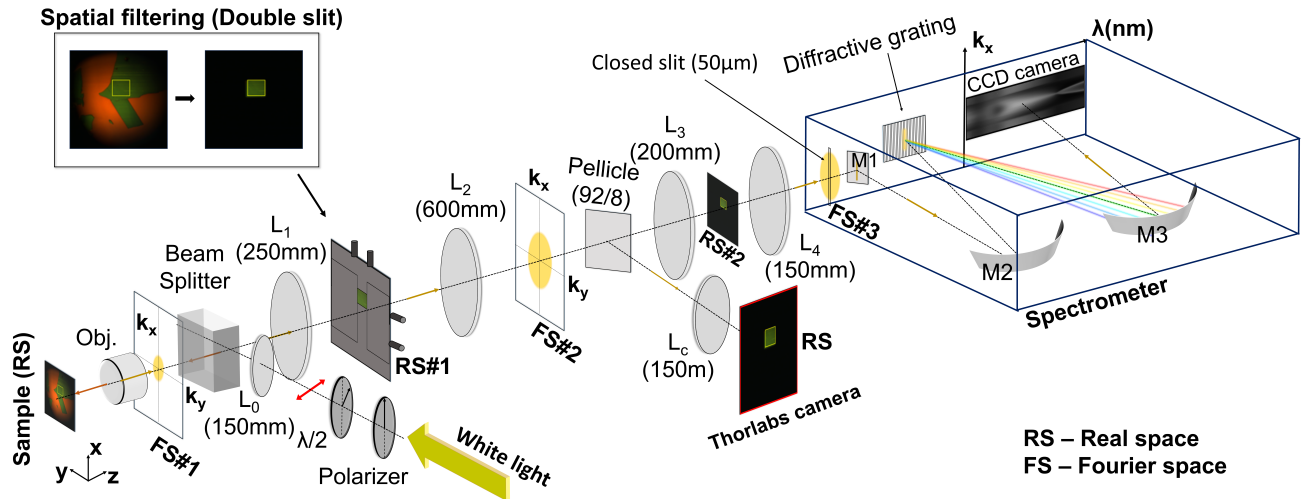 Spatial filtering (Double slit)
Closed slit (50μm)
Diffractive grating
kx
λ(nm)
CCD camera
L3
(200mm)
Pellicle
(92/8)
L2
(600mm)
kx
M1
L1
(250mm)
Beam
Splitter
RS#2
FS#3
L4
(150mm)
M2
M3
Spectrometer
kx
Obj.
ky
FS#2
RS#1
Lc
(150m)
RS
Thorlabs camera
Sample (RS)
ky
L0
(150mm)
FS#1
λ/2
Polarizer
White light
x
y
z
RS – Real space
FS – Fourier space